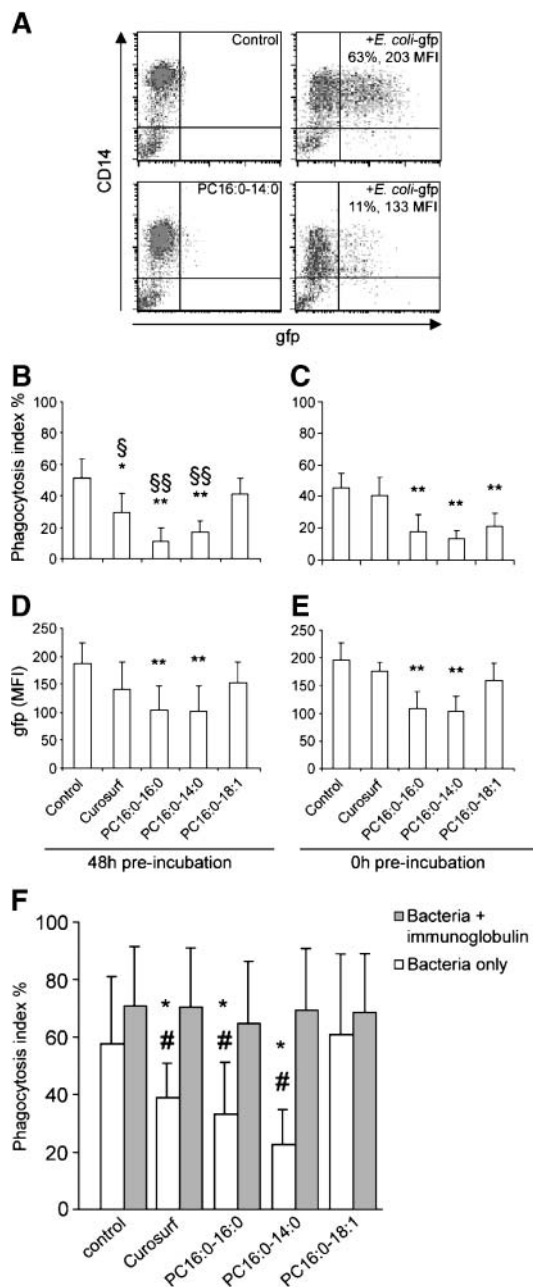 A
Control
+E. coli-gfp
63%, 203 MFI
CD14
PC16:0-14:0
+E. coli-gfp
11%, 133 MFI
gfp
B
Phagocytosis index %
100
80
60
40
20
0
§
*
§§
**
§§
**
C
100
80
60
40
20
0
**
**
**
D
gfp (MFI)
250
200
150
100
50
0
**
**
Control
Curosurf
PC16:0-16:0
PC16:0-14:0
PC16:0-18:1
48h pre-incubation
E
250
200
150
100
50
0
**
**
Control
Curosurf
PC16:0-16:0
PC16:0-14:0
PC16:0-18:1
0h pre-incubation
F
Bacteria +
immunoglobulin
Bacteria only
Phagocytosis index %
100
80
60
40
20
0
*
#
*
#
*
#
control
Curosurf
PC16:0-16:0
PC16:0-14:0
PC16:0-18:1